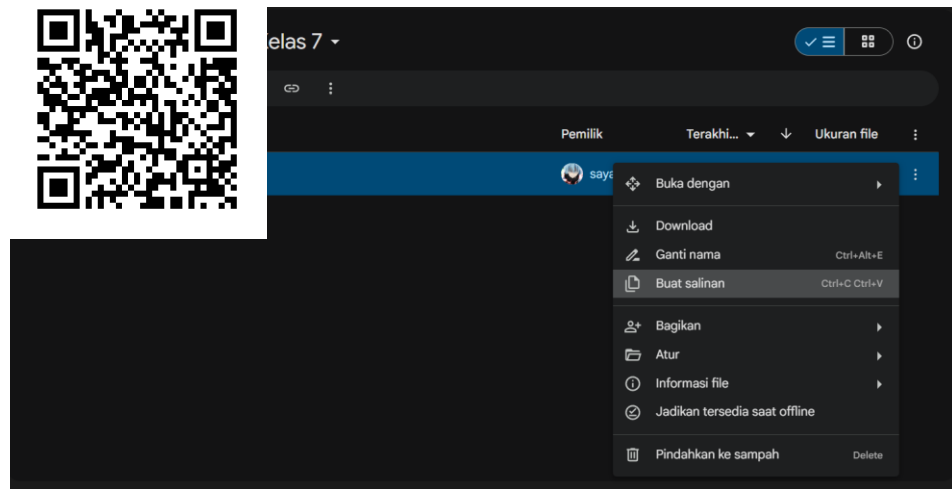 elas 7
Pemilik Terakhi... Ukuran file
saya
Buka dengan
Download
Ganti nama Ctrl+Alt+E
Buat salinan Ctrl+C Ctrl+V
Bagikan
Atur
Informasi file
Jadikan tersedia saat offline
Pindahkan ke sampah Delete